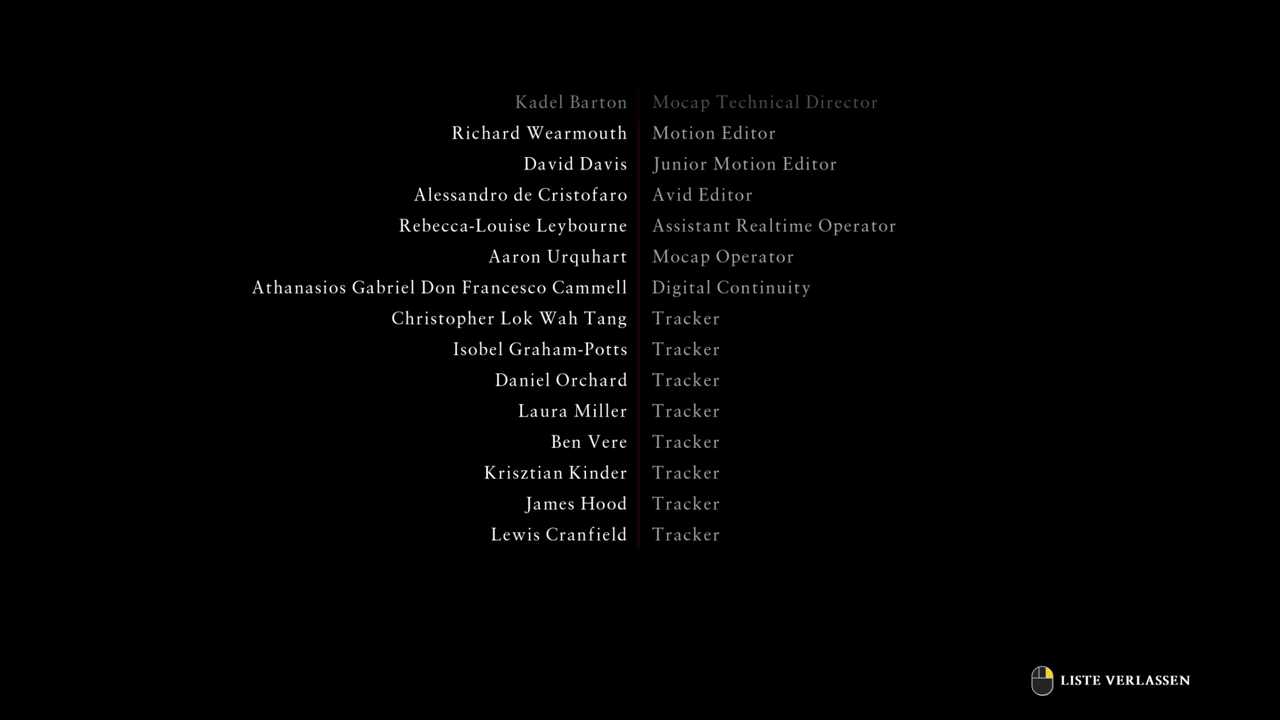 Kadel Barton Mocap Technical Director
Richard Wearmouth Motion Editor
David Davis Junior Motion Editor
Alessandro de Cristofaro Avid Editor
Rebecca-Louise Leybourne Assistant Realtime Operator
Aaron Urquhart Mocap Operator
Athanasios Gabriel Don Francesco Cammell Digital Continuity
Christopher Lok Wah Tang Tracker
Isobel Graham-Potts Tracker
Daniel Orchard Tracker
Laura Miller Tracker
Ben Vere Tracker
Krisztian Kinder Tracker
James Hood Tracker
Lewis Cranfield Tracker
LISTE VERLASSEN